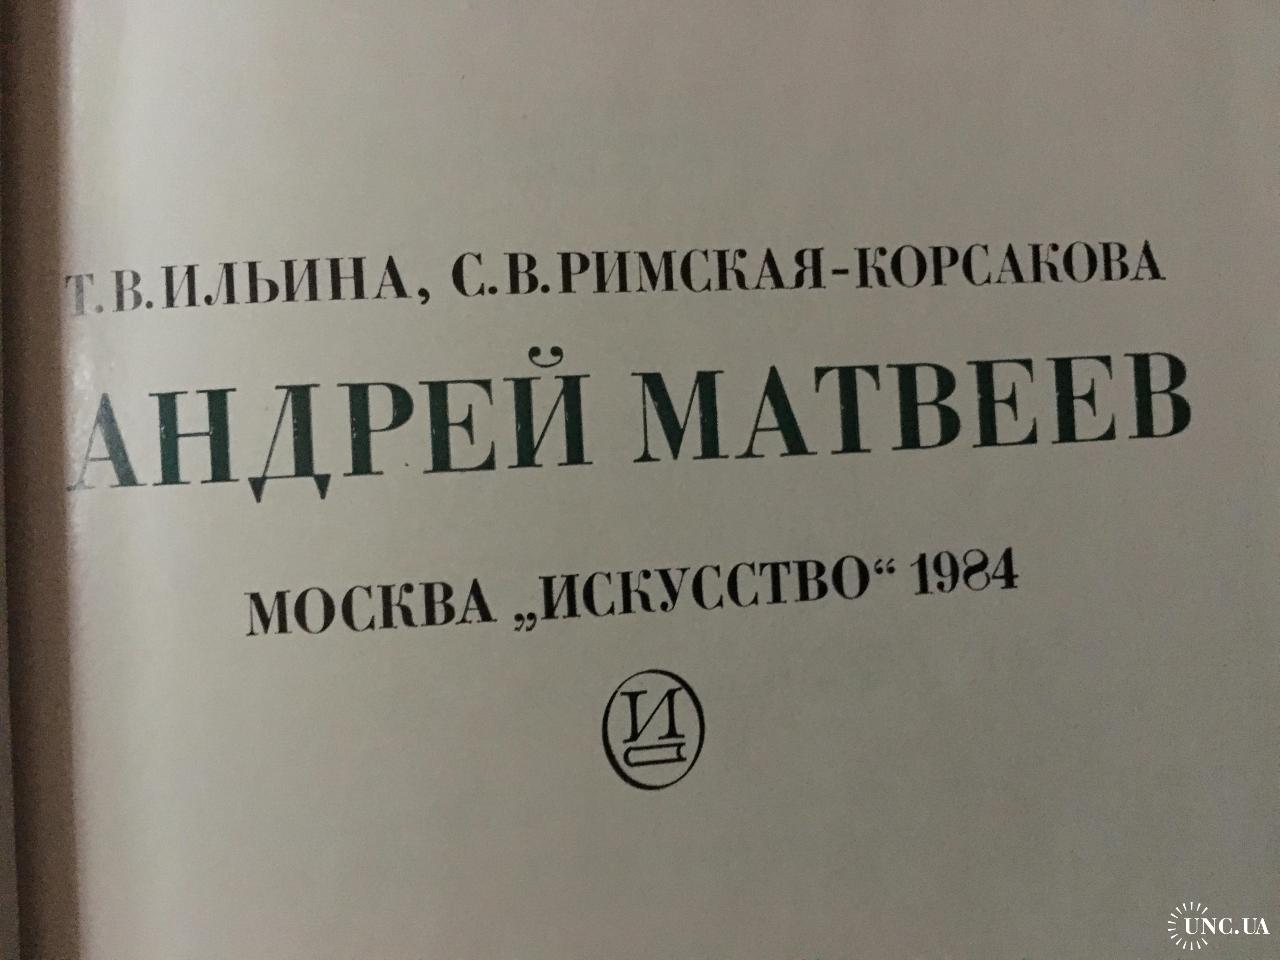 Т.В.ИЛЬИНА, С.В.РИМСКАЯ-КОРСАКОВА
АНДРЕЙ МАТВЕЕВ
МОСКВА „ИСКУССТВО“ 1984
И
UNC.UA